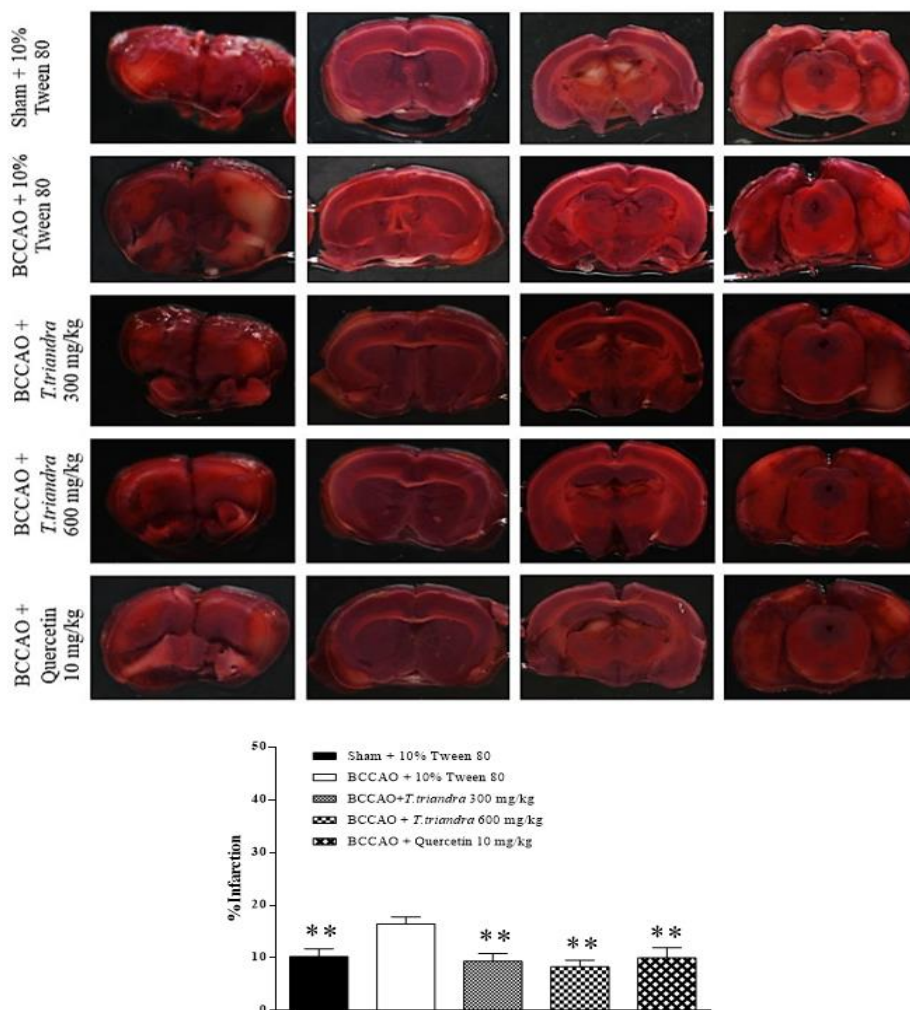 Sham + 10%
Tween 80
BCCAO + 10%
Tween 80
BCCAO +
T.triandra
300 mg/kg
BCCAO +
T.triandra
600 mg/kg
BCCAO +
Quercetin
10 mg/kg
50
40
30
20
10
0
%Infarction
Sham + 10% Tween 80
BCCAO + 10% Tween 80
BCCAO+T.triandra 300 mg/kg
BCCAO + T.triandra 600 mg/kg
BCCAO + Quercetin 10 mg/kg
** ** ** **